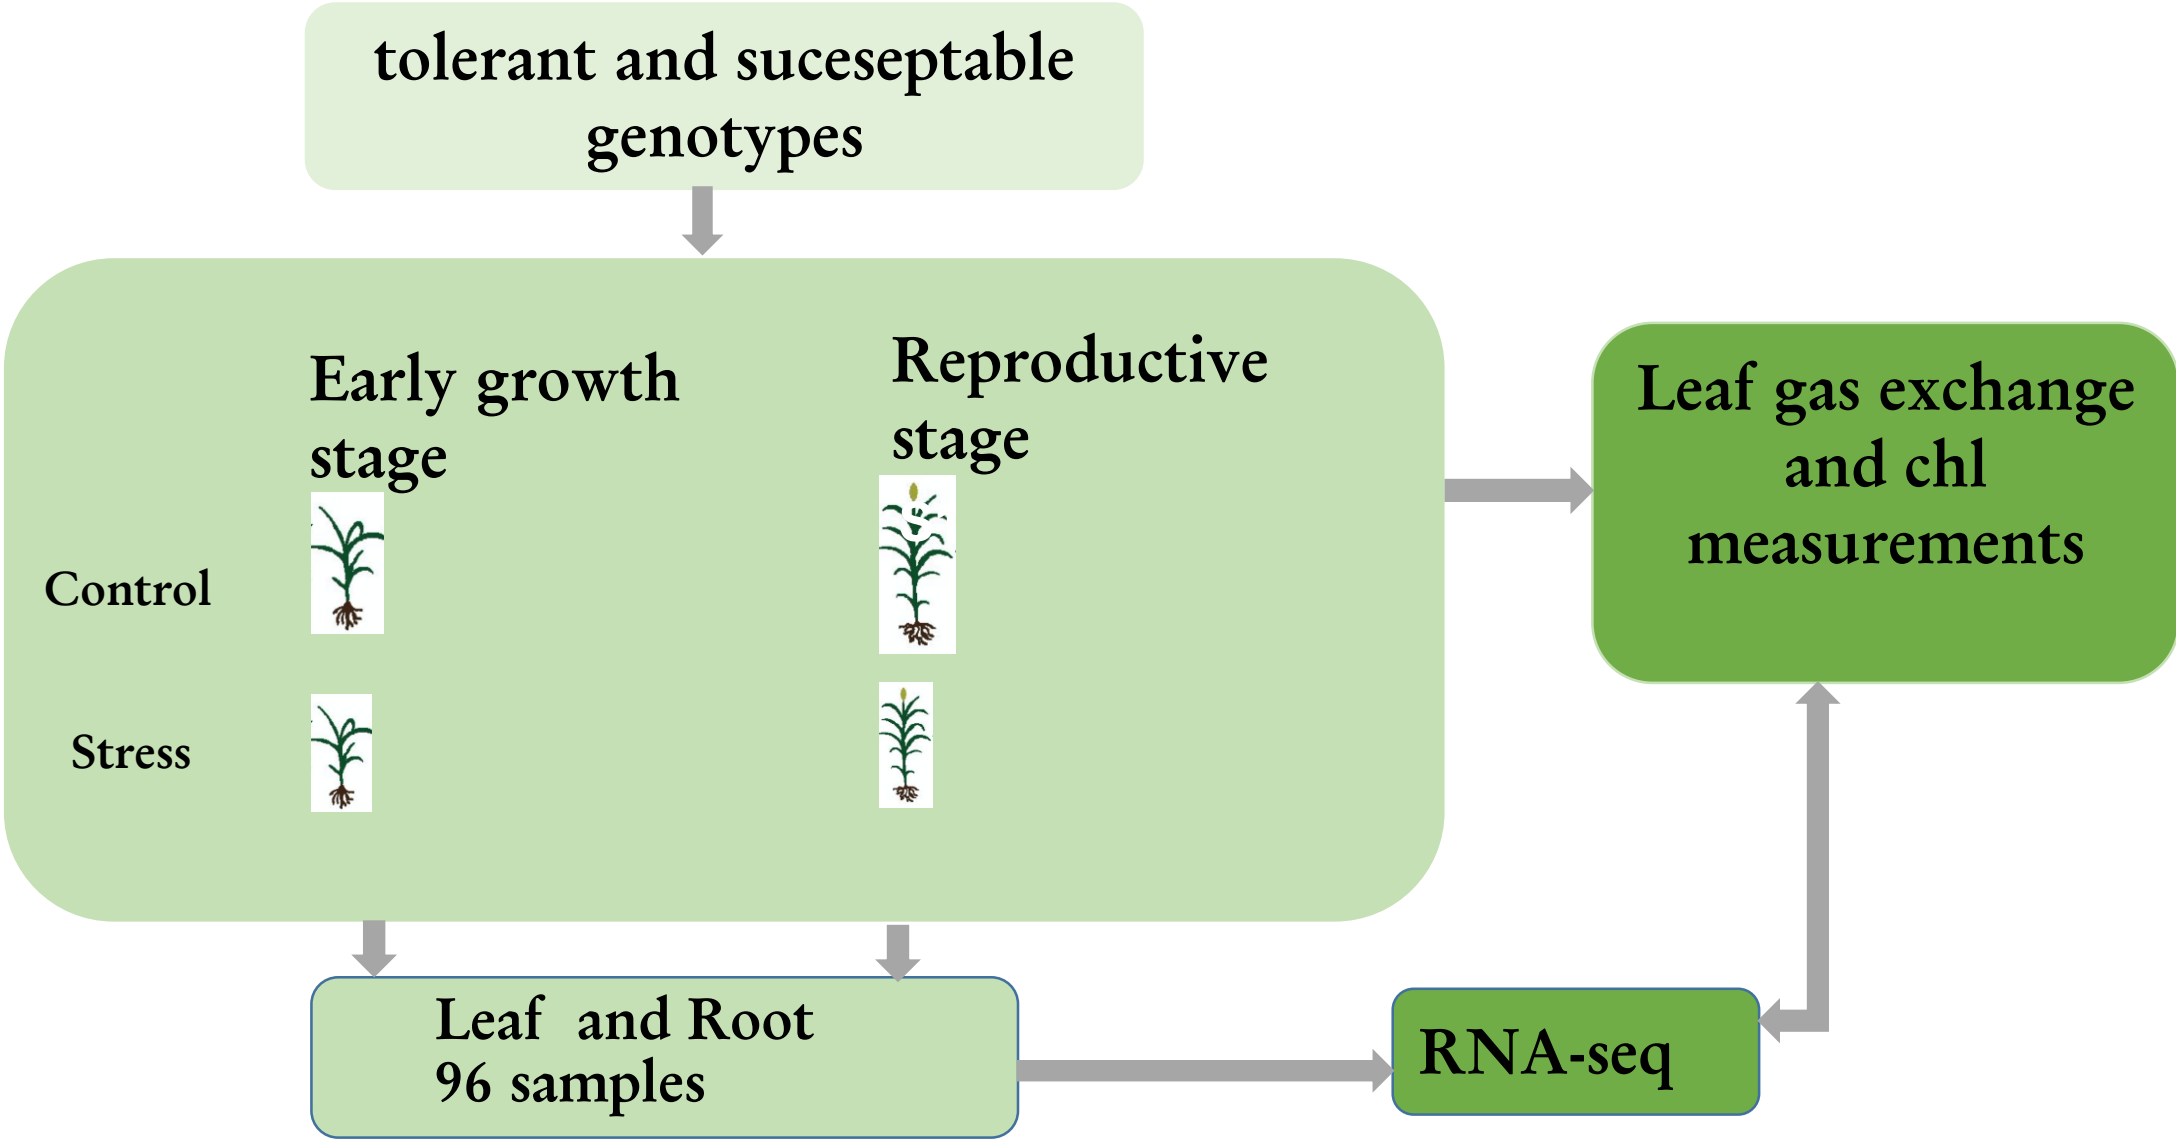 tolerant and suceseptable
genotypes
Early growth
stage
Reproductive
stage
Control
Stress
Leaf gas exchange
and chl
measurements
Leaf and Root
96 samples
RNA-seq